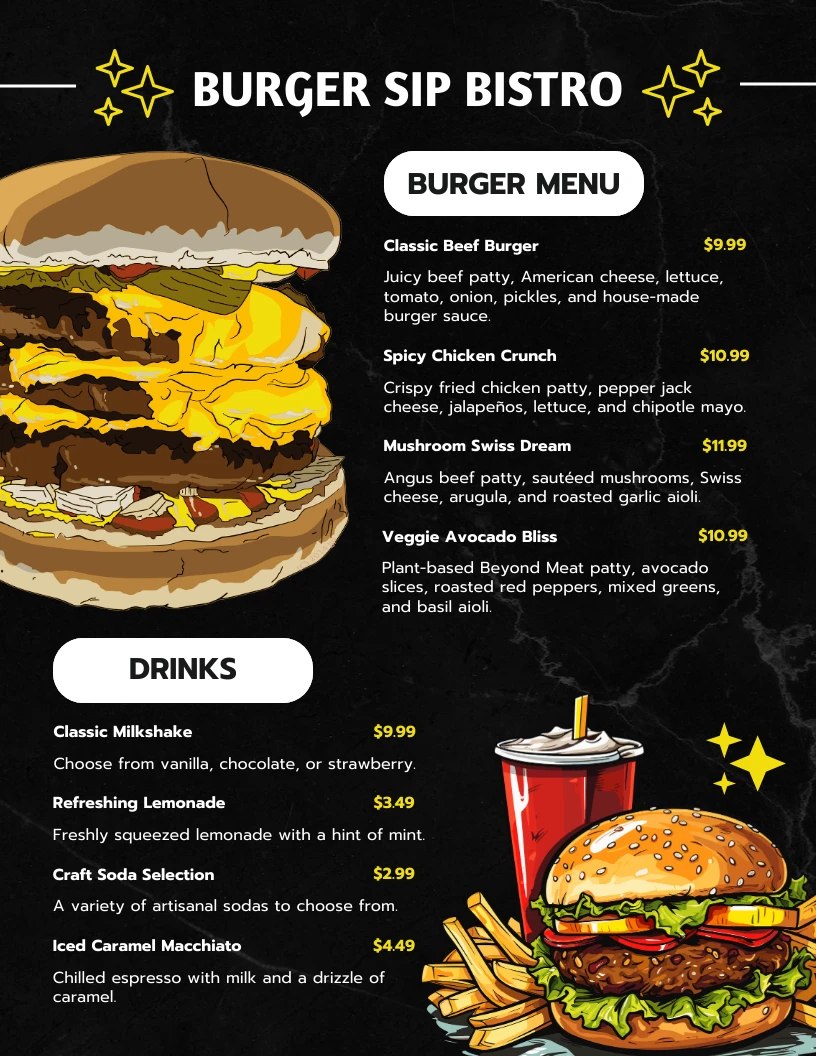 BURGER SIP BISTRO
BURGER MENU
Classic Beef Burger $9.99
Juicy beef patty, American cheese, lettuce,
tomato, onion, pickles, and house-made
burger sauce.
Spicy Chicken Crunch $10.99
Crispy fried chicken patty, pepper jack
cheese, jalapeños, lettuce, and chipotle mayo.
Mushroom Swiss Dream $11.99
Angus beef patty, sautéed mushrooms, Swiss
cheese, arugula, and roasted garlic aioli.
Veggie Avocado Bliss $10.99
Plant-based Beyond Meat patty, avocado
slices, roasted red peppers, mixed greens,
and basil aioli.
DRINKS
Classic Milkshake $9.99
Choose from vanilla, chocolate, or strawberry.
Refreshing Lemonade $3.49
Freshly squeezed lemonade with a hint of mint.
Craft Soda Selection $2.99
A variety of artisanal sodas to choose from.
Iced Caramel Macchiato $4.49
Chilled espresso with milk and a drizzle of
caramel.